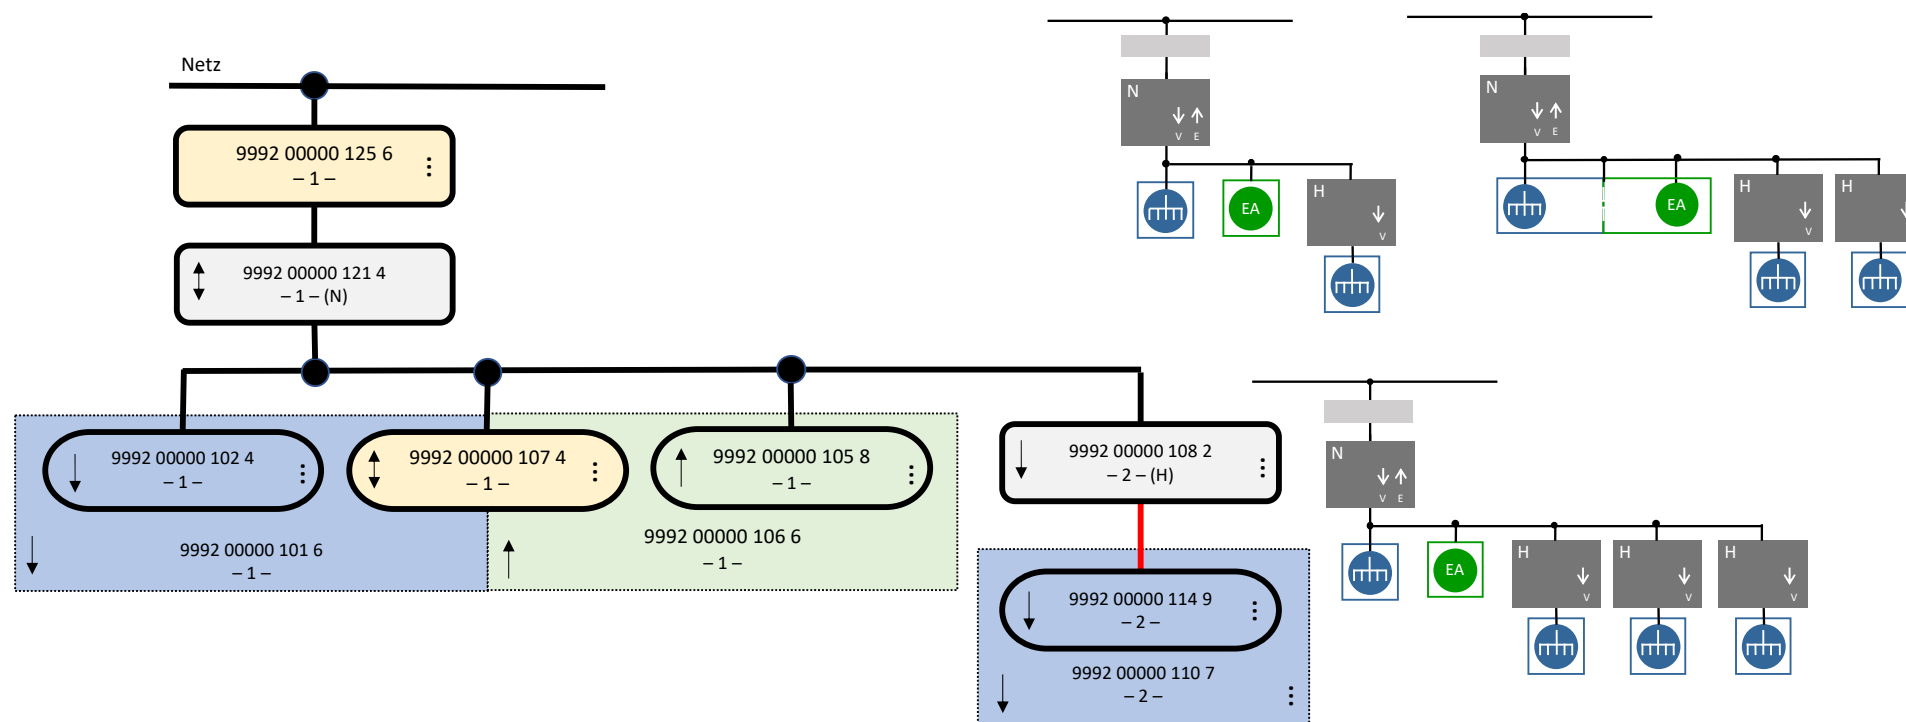 Netz
9992 00000 125 6
– 1 –
9992 00000 121 4
– 1 – (N)
9992 00000 102 4
– 1 –
9992 00000 107 4
– 1 –
9992 00000 105 8
– 1 –
9992 00000 101 6
– 1 –
9992 00000 106 6
– 1 –
9992 00000 108 2
– 2 – (H)
9992 00000 114 9
– 2 –
9992 00000 110 7
– 2 –
N
V E
EA
H
V
N
V E
EA
H
V
H
V
N
V E
EA
H
V
H
V
H
V